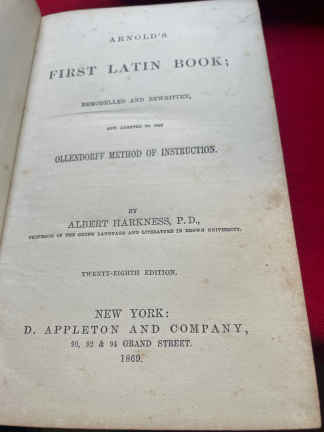 ARNOLD'S
FIRST LATIN BOOK;
REMODELLED AND REWRITTEN,
AND ADAPTED TO THE
OLLENDORFF METHOD OF INSTRUCTION.
BY
ALBERT HARKNESS, P.D.,
PROFESSOR OF THE GREEK LANGUAGE AND LITERATURE IN BROWN UNIVERSITY.
TWENTY-EIGHTH EDITION.
NEW YORK:
D. APPLETON AND COMPANY,
90, 92 & 94 GRAND STREET.
1869.